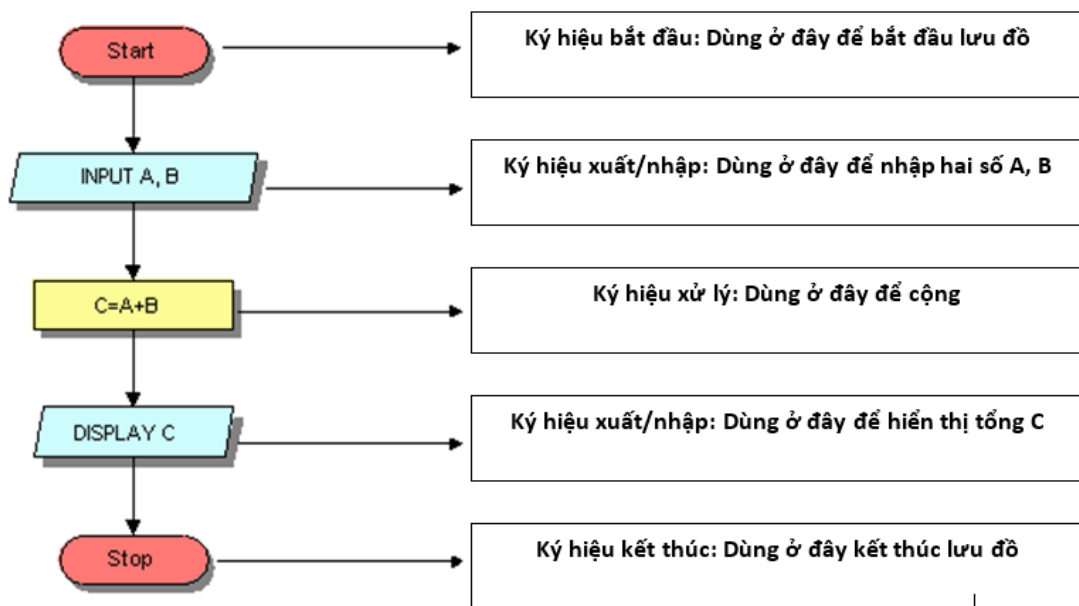 Start
Ký hiệu bắt đầu: Dùng ở đây để bắt đầu lưu đồ
INPUT A, B
Ký hiệu xuất/nhập: Dùng ở đây để nhập hai số A, B
C=A+B
Ký hiệu xử lý: Dùng ở đây để cộng
DISPLAY C
Ký hiệu xuất/nhập: Dùng ở đây để hiển thị tổng C
Stop
Ký hiệu kết thúc: Dùng ở đây kết thúc lưu đồ